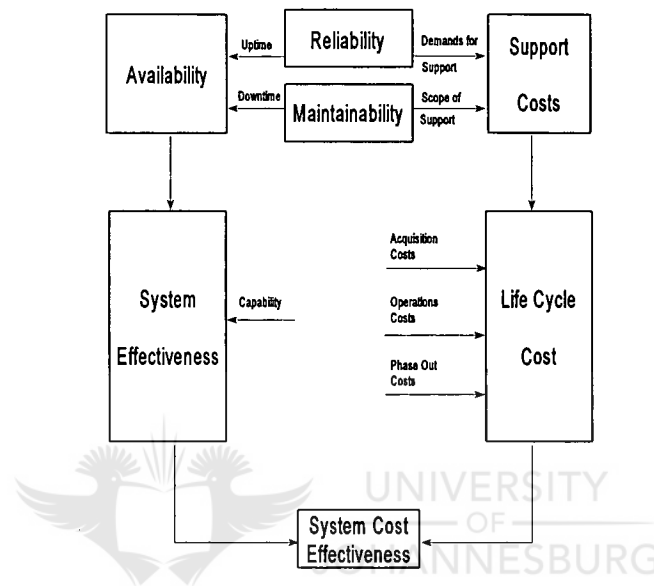 Availability
Uptime
Downtime
Reliability
Maintainability
Demands for
Support
Scope of
Support
Support
Costs
System
Effectiveness
Capability
Acquisition
Costs
Operations
Costs
Phase Out
Costs
Life Cycle
Cost
System Cost
Effectiveness
UNIVERSITY
OF
JOHANNESBURG